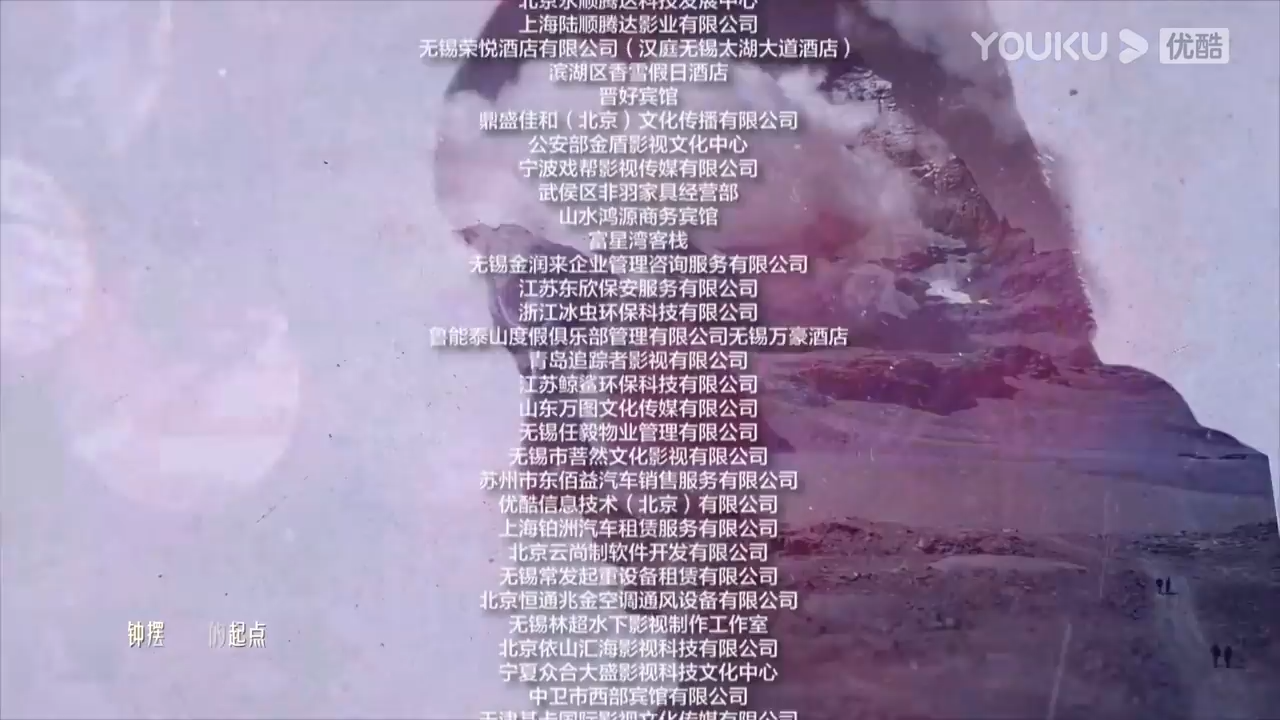 北京永顺腾达科技发展中心
上海陆顺腾达影业有限公司
YOUKU 优酷
无锡荣悦酒店有限公司（汉庭无锡太湖大道酒店）
滨湖区香雪假日酒店
晋好宾馆
鼎盛佳和（北京）文化传播有限公司
公安部金盾影视文化中心
宁波戏帮影视传媒有限公司
武侯区非羽家具经营部
山水鸿源商务宾馆
富星湾客栈
无锡金润来企业管理咨询服务有限公司
江苏东欣保安服务有限公司
浙江冰虫环保科技有限公司
鲁能泰山度假俱乐部管理有限公司无锡万豪酒店
青岛追踪者影视有限公司
江苏鲸鲨环保科技有限公司
山东万图文化传媒有限公司
无锡任毅物业管理有限公司
无锡市菩然文化影视有限公司
苏州市东佰益汽车销售服务有限公司
优酷信息技术（北京）有限公司
上海铂洲汽车租赁服务有限公司
北京云尚制软件开发有限公司
无锡常发起重设备租赁有限公司
北京恒通兆金空调通风设备有限公司
无锡林超水下影视制作工作室
钟摆 的起点
北京依山汇海影视科技有限公司
宁夏众合大盛影视科技文化中心
中卫市西部宾馆有限公司